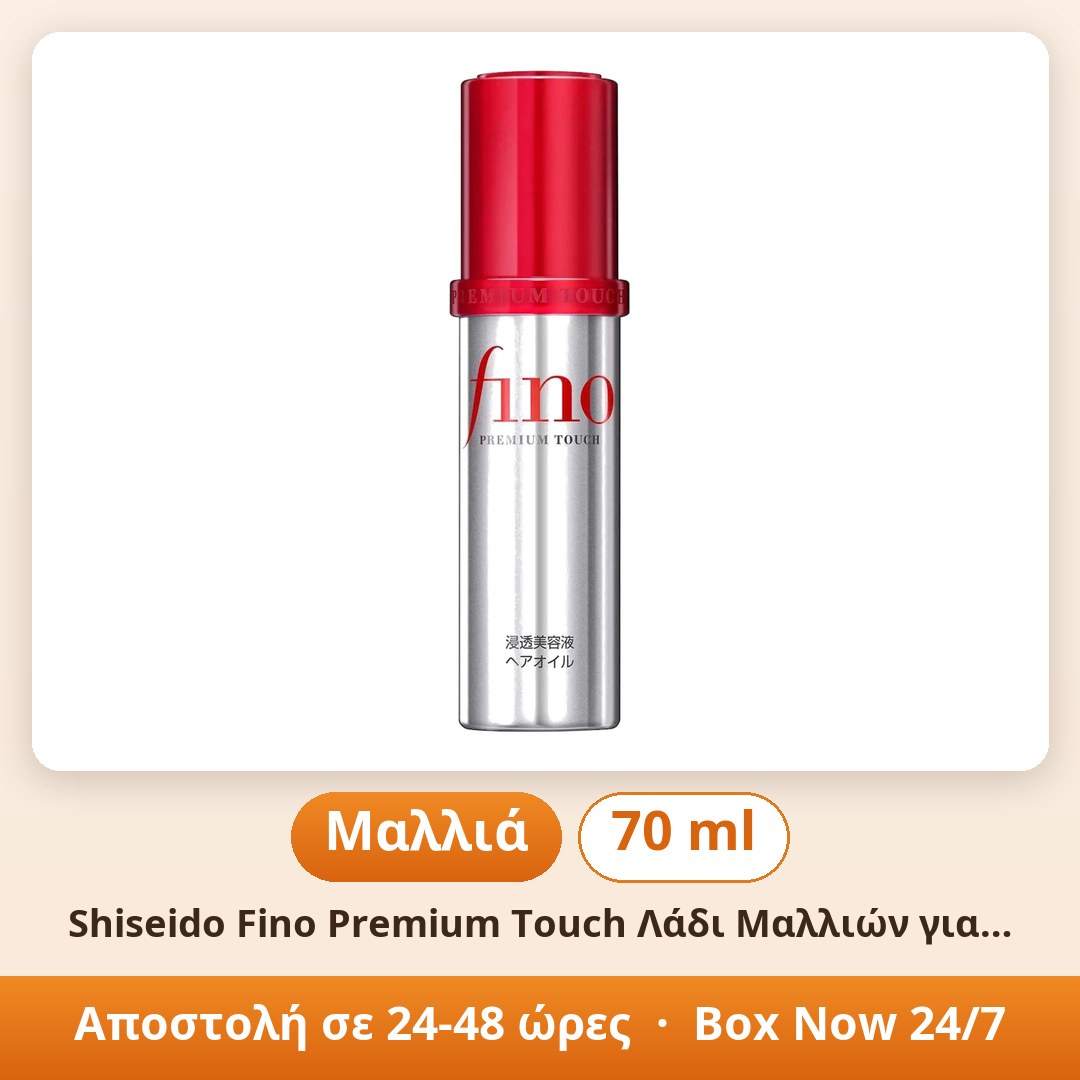 PREMIUM TOUCH
fino
PREMIUM TOUCH
浸透美容液
ヘアオイル
Μαλλιά
70 ml
Shiseido Fino Premium Touch Λάδι Μαλλιών για...
Αποστολή σε 24-48 ώρες · Box Now 24/7